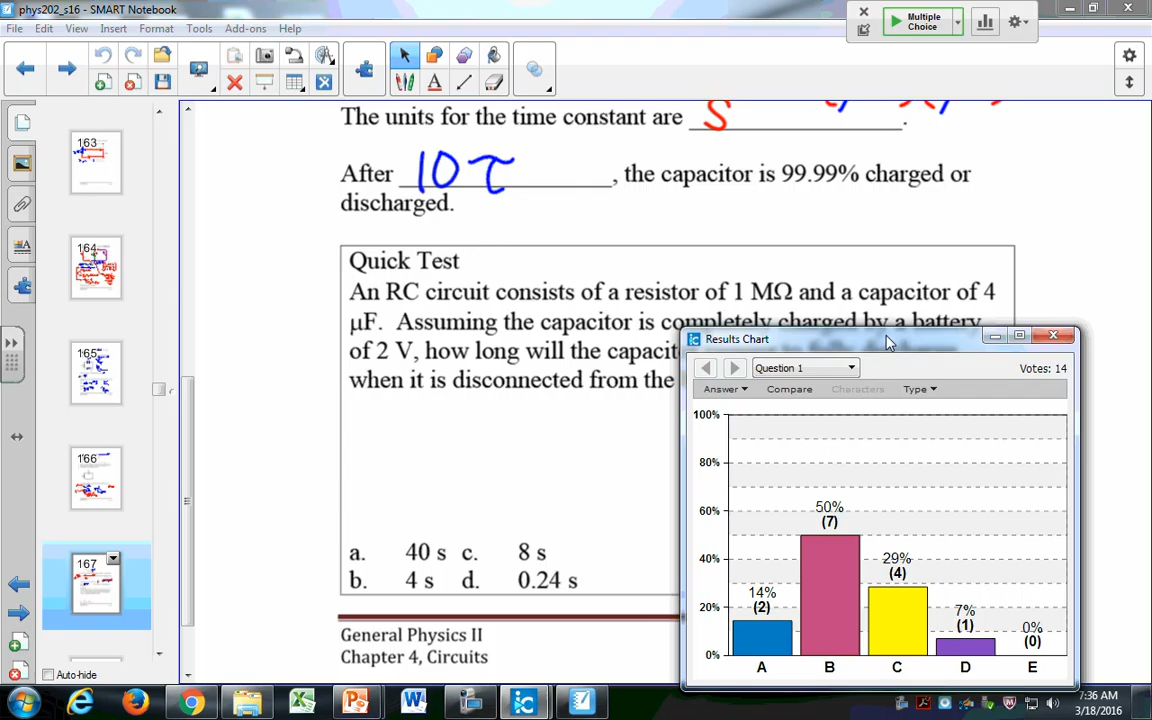 phys202_s16 - SMART Notebook
File Edit View Insert Format Tools Add-ons Help
Multiple
Choice
163
164
165
166
167
Auto-hide
The units for the time constant are s .
After 10 τ , the capacitor is 99.99% charged or
discharged.
Quick Test
An RC circuit consists of a resistor of 1 MΩ and a capacitor of 4
μF. Assuming the capacitor is completely charged by a battery
of 2 V, how long will the
when it is disconnected from the
a. 40 s c. 8 s
b. 4 s d. 0.24 s
General Physics II
Chapter 4, Circuits
Results Chart
Question 1 Votes: 14
Answer Compare Characters Type
100%
80%
60%
40%
20%
0%
14%
(2)
50%
(7)
29%
(4)
7%
(1)
0%
(0)
A B C D E
7:36 AM
3/18/2016